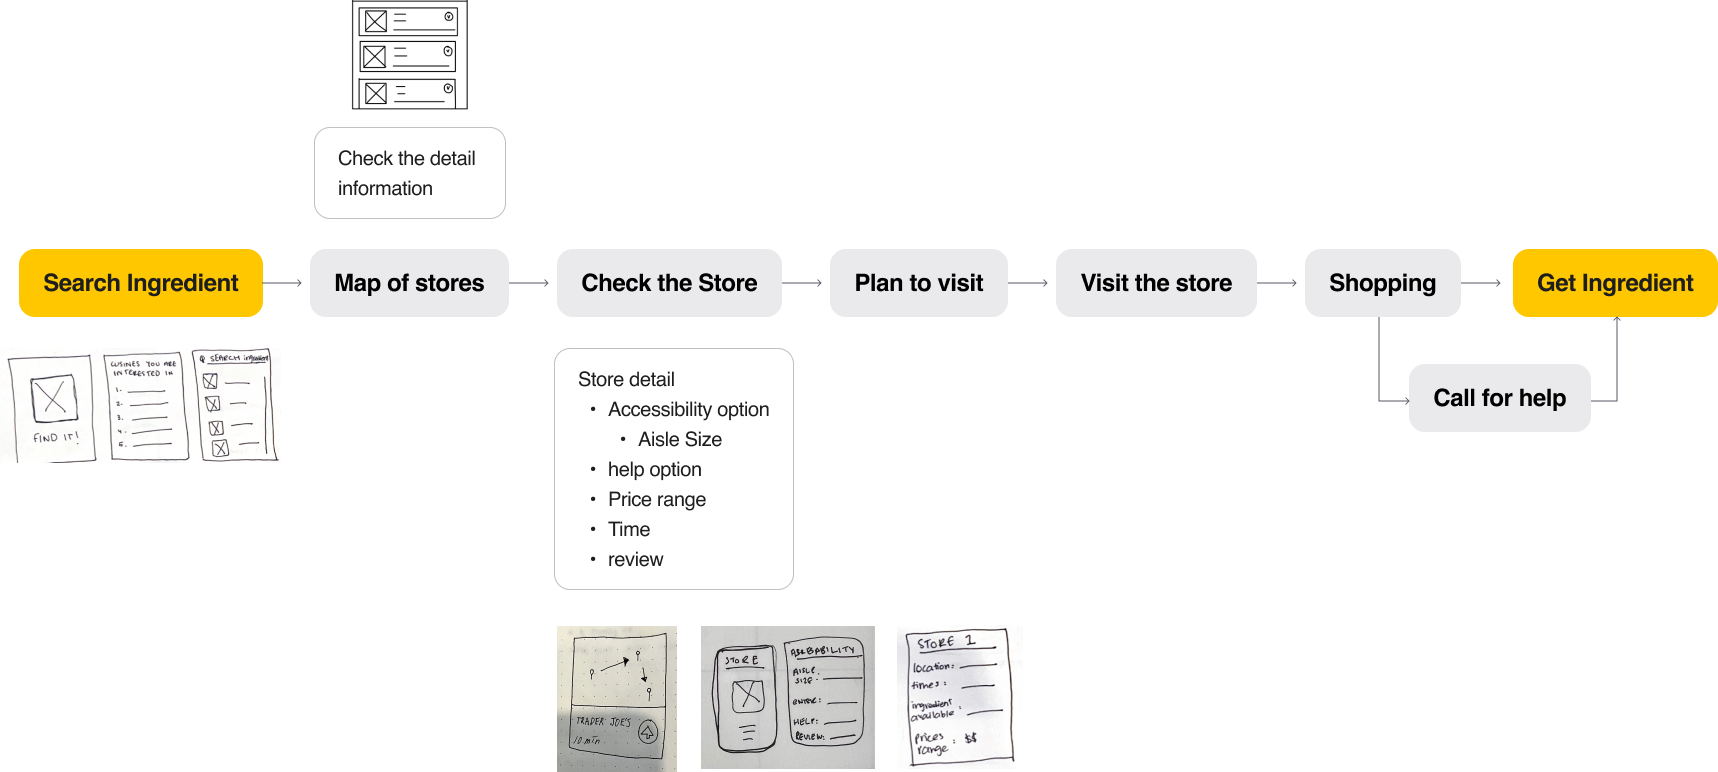 Check the detail
information
Search Ingredient
Map of stores
Check the Store
Plan to visit
Visit the store
Shopping
Get Ingredient
Call for help
FIND IT!
CUSINES YOU ARE
INTERESTED IN
1.
2.
3.
4.
5.
SEARCH ingredient
Store detail
• Accessibility option
• Aisle Size
• help option
• Price range
• Time
• review
TRADER JOE'S
10 min
STORE
AISLE
SIZE:
ENTER:
HELP:
REVIEW:
STORE 1
location:
times:
ingredient
available:
Prices
range : $$